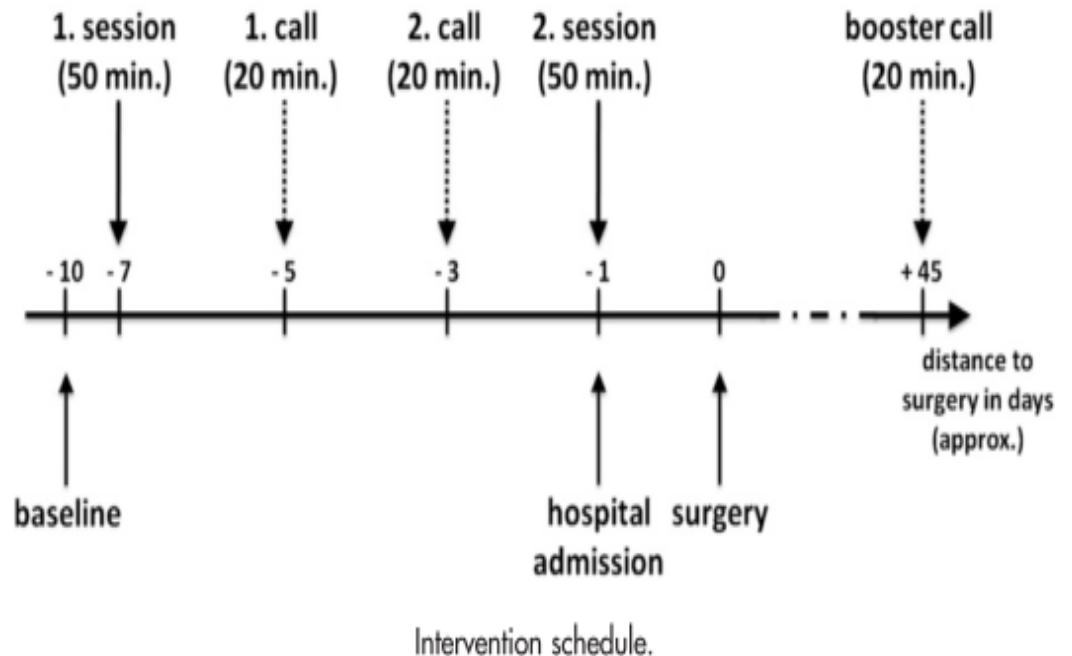 1. session 1. call 2. call 2. session booster call
(50 min.) (20 min.) (20 min.) (50 min.) (20 min.)
- 10 - 7 - 5 - 3 - 1 0 + 45
distance to
surgery in days
(approx.)
baseline hospital surgery
admission
Intervention schedule.